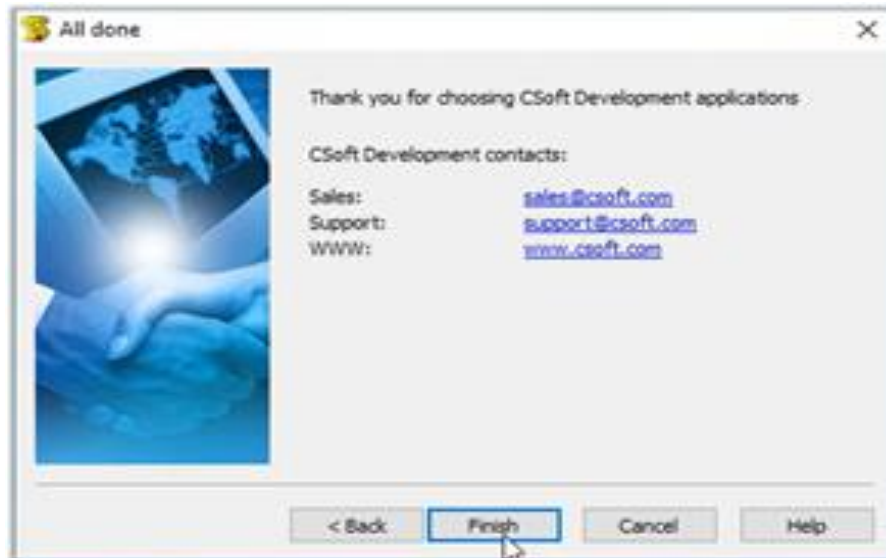 All done
Thank you for choosing CSoft Development applications
CSoft Development contacts:
Sales: sales@csoft.com
Support: support@csoft.com
WWW: www.csoft.com
< Back Finish Cancel Help